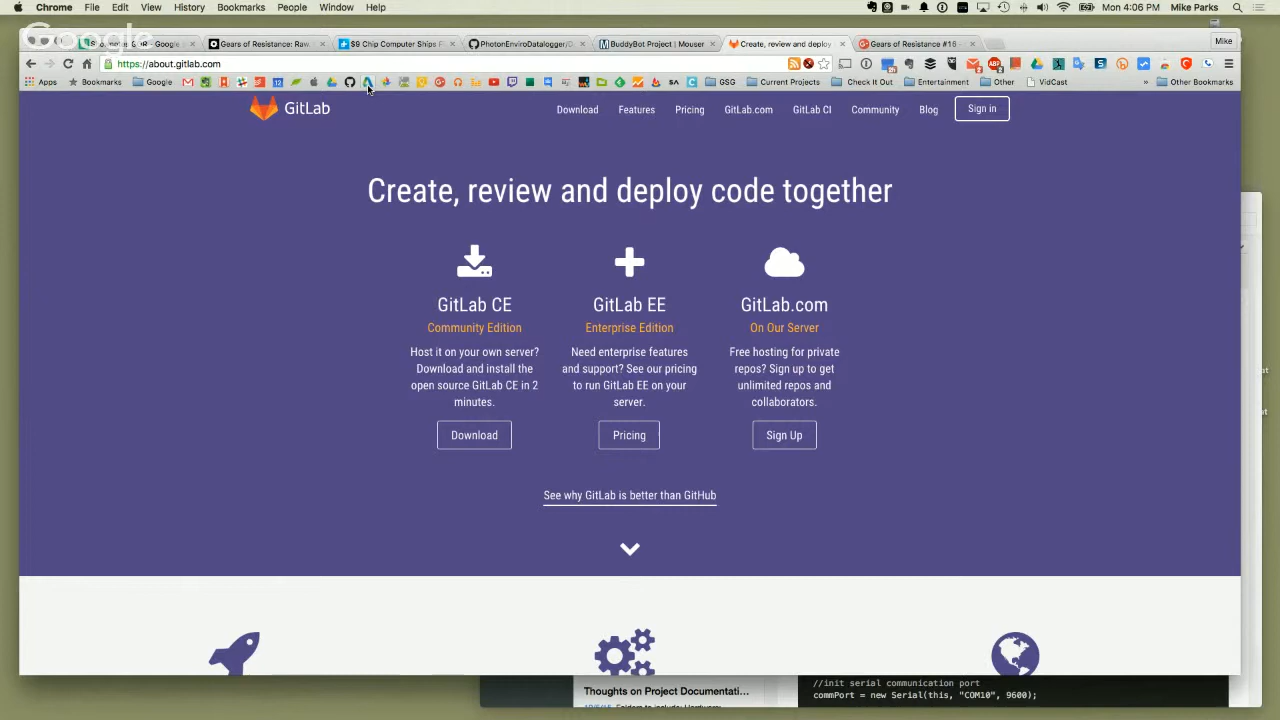 Chrome File Edit View History Bookmarks People Window Help
Mon 4:06 PM Mike Parks
Google
Gears of Resistance: Raw
$9 Chip Computer Ships F
PhotonEnviroDatalogger/D
BuddyBot Project | Mouser
Create, review and deploy
Gears of Resistance #16 -
Mike
https://about.gitlab.com
Apps Bookmarks Google GSG Current Projects Check It Out Entertainment Other VidCast » Other Bookmarks
GitLab
Download Features Pricing GitLab.com GitLab CI Community Blog Sign in
Create, review and deploy code together
GitLab CE
Community Edition
Host it on your own server?
Download and install the
open source GitLab CE in 2
minutes.
Download
GitLab EE
Enterprise Edition
Need enterprise features
and support? See our pricing
to run GitLab EE on your
server.
Pricing
GitLab.com
On Our Server
Free hosting for private
repos? Sign up to get
unlimited repos and
collaborators.
Sign Up
See why GitLab is better than GitHub
Thoughts on Project Documentati...
//init serial communication port
commPort = new Serial(this, "COM10", 9600);